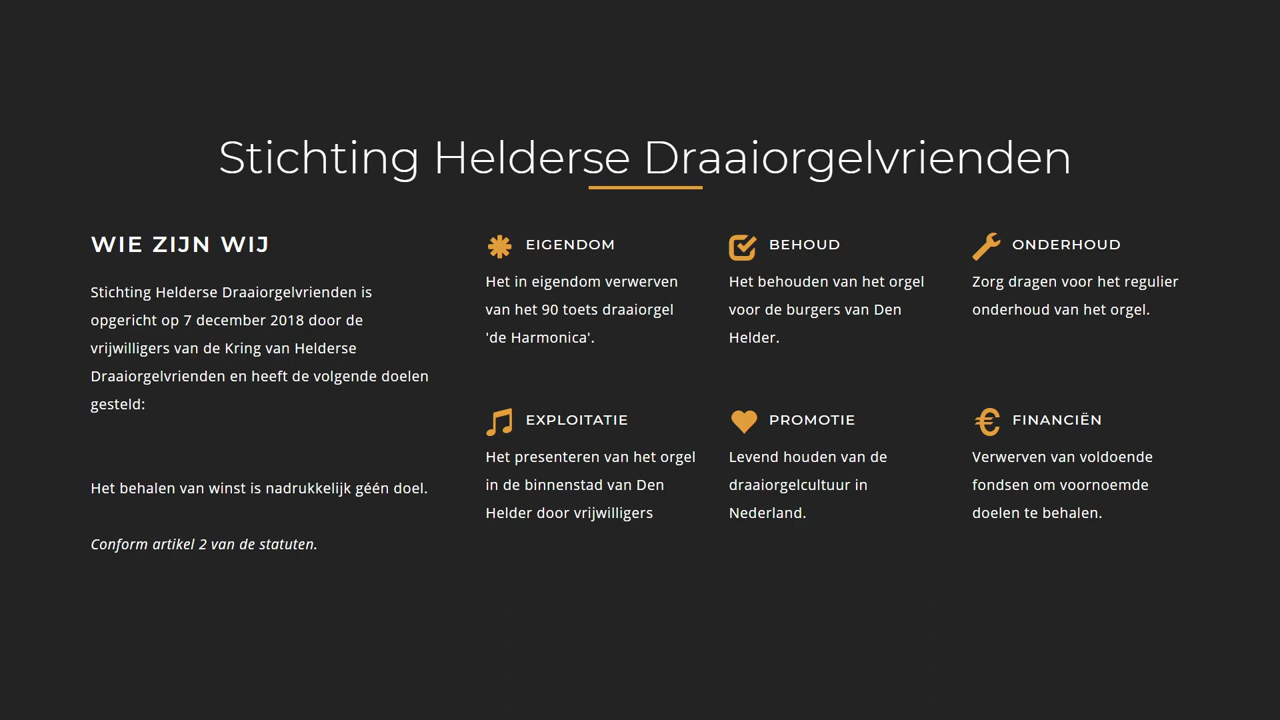 Stichting Helderse Draaiorgelvrienden
WIE ZIJN WIJ
Stichting Helderse Draaiorgelvrienden is
opgericht op 7 december 2018 door de
vrijwilligers van de Kring van Helderse
Draaiorgelvrienden en heeft de volgende doelen
gesteld:
Het behalen van winst is nadrukkelijk géén doel.
Conform artikel 2 van de statuten.
EIGENDOM
Het in eigendom verwerven
van het 90 toets draaiorgel
'de Harmonica'.
BEHOUD
Het behouden van het orgel
voor de burgers van Den
Helder.
ONDERHOUD
Zorg dragen voor het regulier
onderhoud van het orgel.
EXPLOITATIE
Het presenteren van het orgel
in de binnenstad van Den
Helder door vrijwilligers
PROMOTIE
Levend houden van de
draaiorgelcultuur in
Nederland.
FINANCIËN
Verwerven van voldoende
fondsen om voornoemde
doelen te behalen.